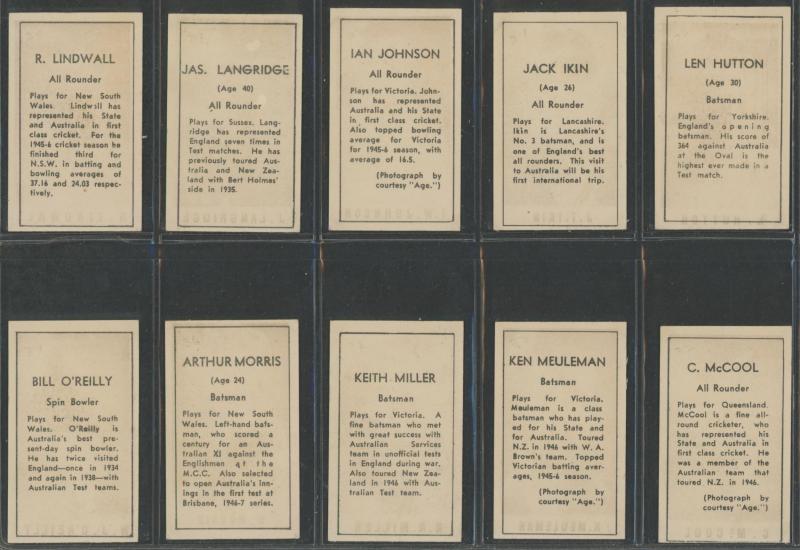 R. LINDWALL
All Rounder
Plays for New South
Wales. Lindwall has
represented his State
and Australia in first
class cricket. For the
1945-6 cricket season he
finished third for
N.S.W. in batting and
bowling averages of
37.16 and 24.03 respec-
tively.
JAS. LANGRIDGE
(Age 40)
All Rounder
Plays for Sussex. Lang-
ridge has represented
England seven times in
Test matches. He has
previously toured Aus-
tralia and New Zea-
land with Bert Holmes'
side in 1935.
J. LANGRIDGE
IAN JOHNSON
All Rounder
Plays for Victoria. John-
son has represented
Australia and his State
in first class cricket.
Also topped bowling
average for Victoria
for 1945-6 season, with
average of 16.5.
(Photograph by
courtesy "Age.")
JACK IKIN
(Age 26)
All Rounder
Plays for Lancashire.
Ikin is Lancashire's
No. 3 batsman, and is
one of England's best
all rounders. This visit
to Australia will be his
first international trip.
J. IKIN
LEN HUTTON
(Age 30)
Batsman
Plays for Yorkshire.
England's opening
batsman. His score of
364 against Australia
at the Oval is the
highest ever made in a
Test match.
BILL O'REILLY
Spin Bowler
Plays for New South
Wales. O'Reilly is
Australia's best pre-
sent-day spin bowler.
He has twice visited
England—once in 1934
and again in 1938—with
Australian Test teams.
W. J. O'REILLY
ARTHUR MORRIS
(Age 24)
Batsman
Plays for New South
Wales. Left-hand bats-
man, who scored a
century for an Aus-
tralian XI against the
Englishmen at the
M.C.C. Also selected
to open Australia's inn-
ings in the first test at
Brisbane, 1946-7 series.
KEITH MILLER
Batsman
Plays for Victoria. A
fine batsman who met
with great success with
Australian Services
team in unofficial tests
in England during war.
Also toured New Zea-
land in 1946 with Aus-
tralian Test team.
K. R. MILLER
KEN MEULEMAN
Batsman
Plays for Victoria.
Meuleman is a class
batsman who has play-
ed for his State and
for Australia. Toured
N.Z. in 1946 with W. A.
Brown's team. Topped
Victorian batting aver-
ages, 1945-6 season.
(Photograph by
courtesy "Age.")
K. MEULEMAN
C. McCOOL
All Rounder
Plays for Queensland.
McCool is a fine all-
round cricketer, who
has represented his
State and Australia in
first class cricket. He
was a member of the
Australian team that
toured N.Z. in 1946.
(Photography by
courtesy "Age.")
C. McCOOL